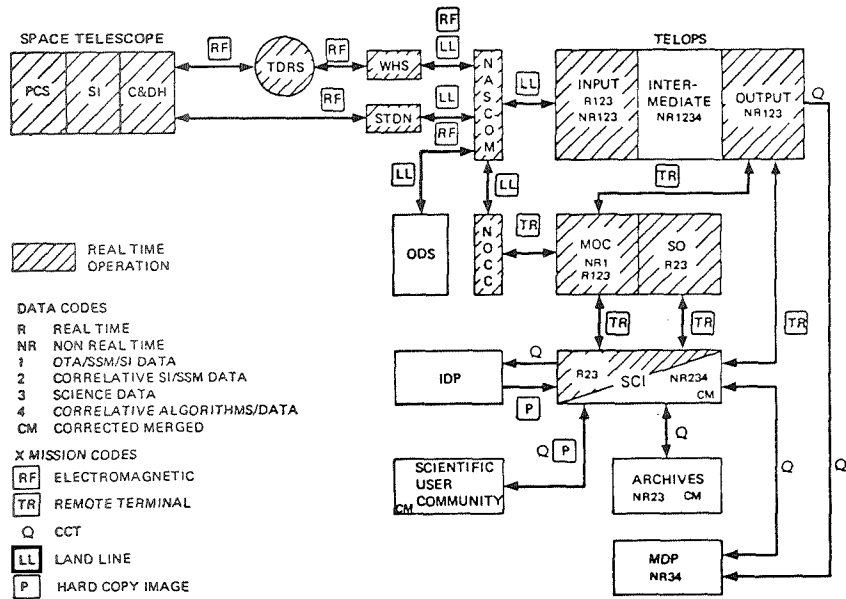 SPACE TELESCOPE
PCS
SI
C&DH
RF
TDRS
RF
WHS
RF
LL
RF
STDN
LL
RF
NASCOM
LL
TELOPS
INPUT
R123
NR123
INTER-
MEDIATE
NR1234
OUTPUT
NR123
Q
LL
LL
TR
ODS
NOCC
TR
MOC
NR1
R123
SO
R23
REAL TIME
OPERATION
TR
TR
TR
DATA CODES
R REAL TIME
NR NON REAL TIME
1 OTA/SSM/SI DATA
2 CORRELATIVE SI/SSM DATA
3 SCIENCE DATA
4 CORRELATIVE ALGORITHMS/DATA
CM CORRECTED MERGED
IDP
Q
P
R23
SCI
NR234
CM
X MISSION CODES
RF ELECTROMAGNETIC
TR REMOTE TERMINAL
Q CCT
LL LAND LINE
P HARD COPY IMAGE
SCIENTIFIC
USER
COMMUNITY
CM
Q P
Q
ARCHIVES
NR23 CM
Q
Q
MDP
NR34